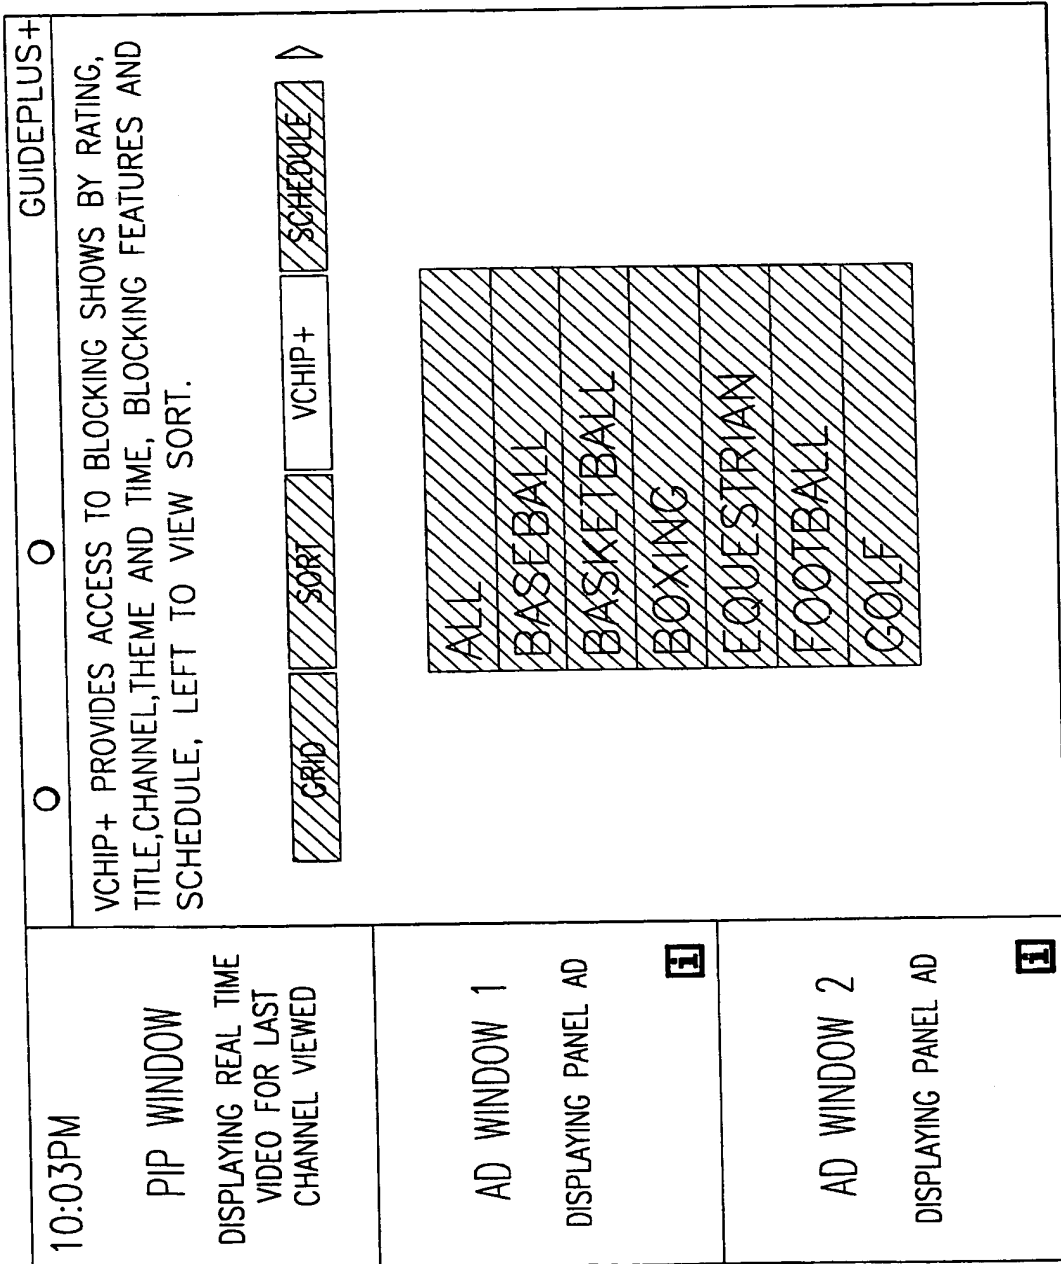 10:03PM
GUIDEPLUS+
PIP WINDOW
DISPLAYING REAL TIME
VIDEO FOR LAST
CHANNEL VIEWED
VCHIP+ PROVIDES ACCESS TO BLOCKING SHOWS BY RATING,
TITLE,CHANNEL,THEME AND TIME, BLOCKING FEATURES AND
SCHEDULE, LEFT TO VIEW SORT.
GRID
SORT
VCHIP+
SCHEDULE
AD WINDOW 1
DISPLAYING PANEL AD
i
ALL
BASEBALL
BASKETBALL
BOXING
EQUESTRIAN
FOOTBALL
GOLF
AD WINDOW 2
DISPLAYING PANEL AD
i